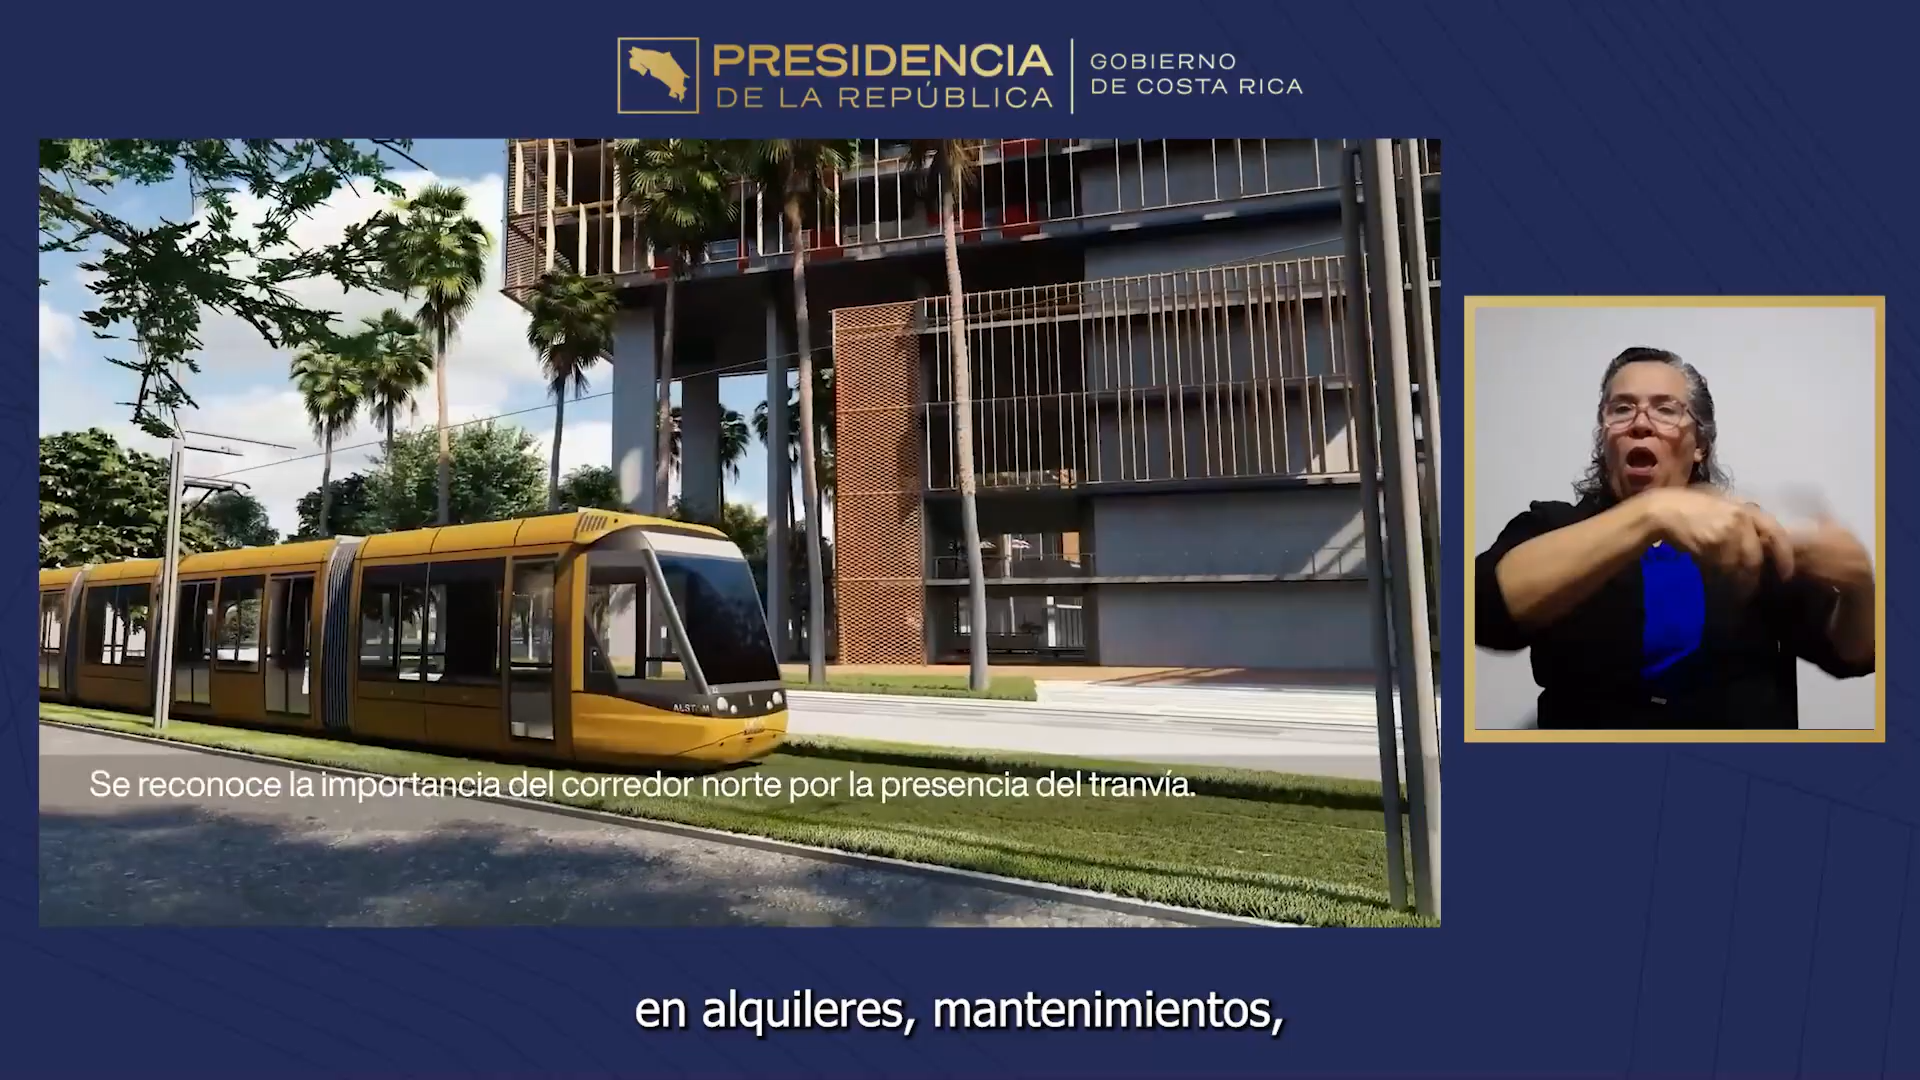 PRESIDENCIA
DE LA REPÚBLICA
GOBIERNO
DE COSTA RICA
ALSTOM
Se reconoce la importancia del corredor norte por la presencia del tranvía.
en alquileres, mantenimientos,